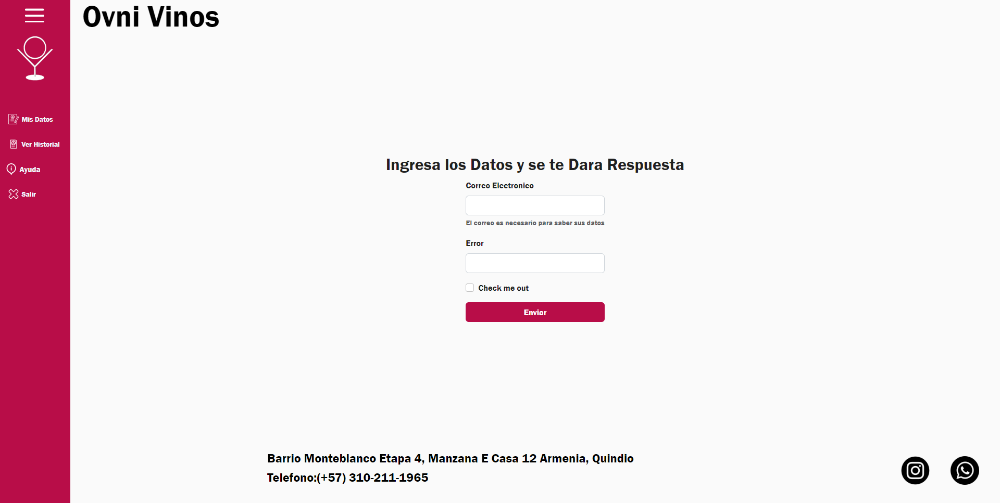 Ovni Vinos
Mis Datos
Ver Historial
Ayuda
Salir
Ingresa los Datos y se te Dara Respuesta
Correo Electronico
El correo es necesario para saber sus datos
Error
Check me out
Enviar
Barrio Monteblanco Etapa 4, Manzana E Casa 12 Armenia, Quindio
Telefono:(+57) 310-211-1965